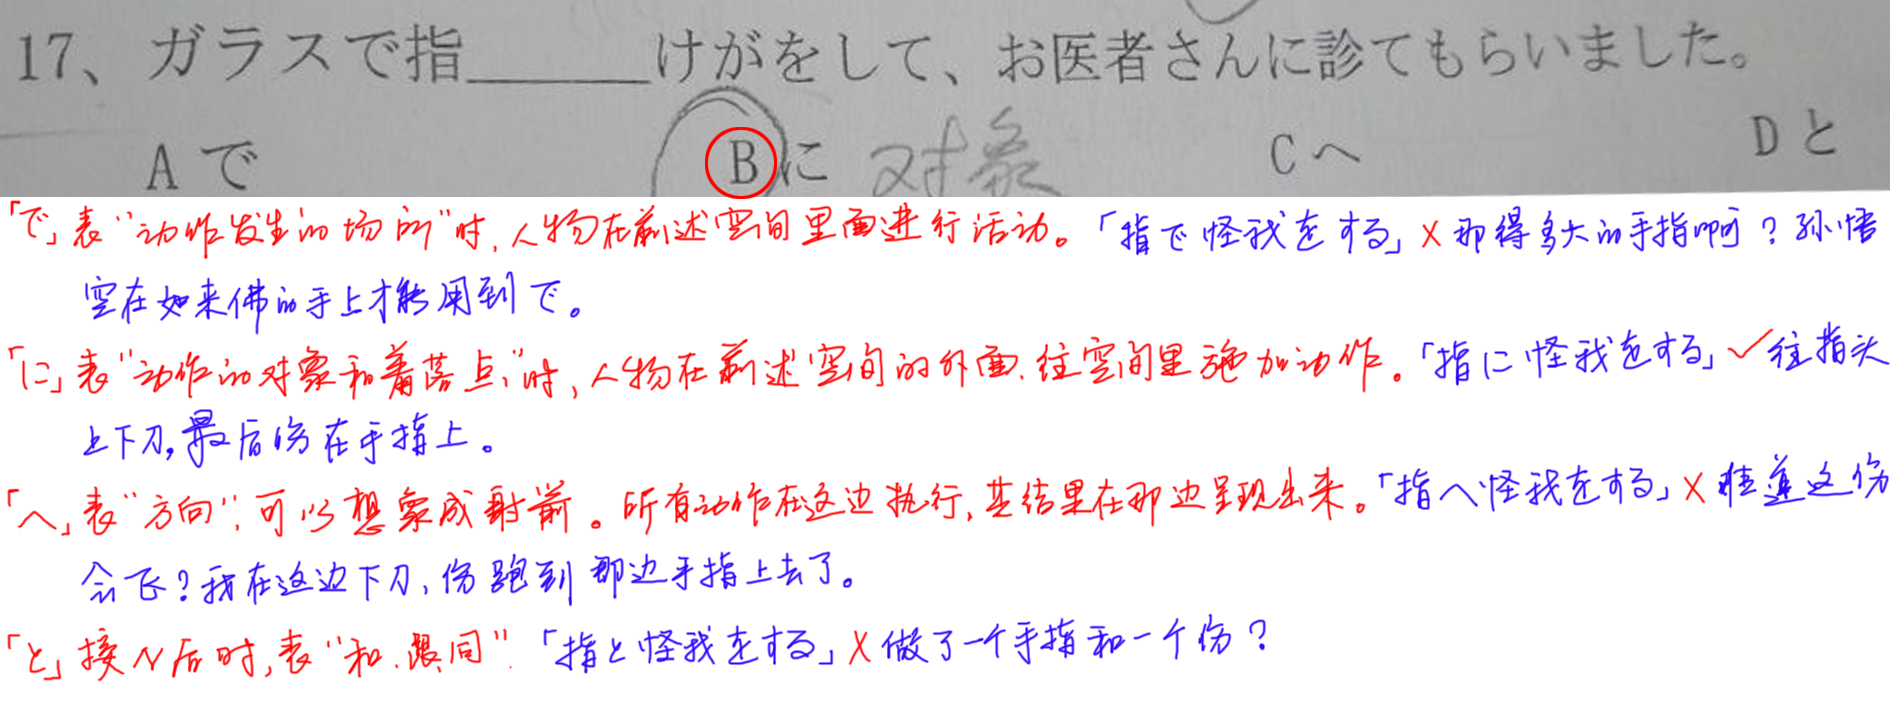 17、ガラスで指______けがをして、お医者さんに診てもらいました。
A で B に 对象 C へ D と
「で」表“动作发生的场所”时,人物在前述空间里面进行活动。「指で怪我をする」× 那得多大的手指啊?孙悟
空在如来佛的手上才能用到で。
「に」表“动作的对象和着落点”时,人物在前述空间的外面、往空间里施加动作。「指に怪我をする」✓往指头
上下刀,最后伤在手指上。
「へ」表“方向”,可以想象成射箭。所有动作在这边执行,其结果在那边呈现出来。「指へ怪我をする」× 难道这伤
会飞?我在这边下刀,伤跑到那边手指上去了。
「と」接N后时,表“和、跟、同”.「指と怪我をする」× 做了一个手指和一个伤?